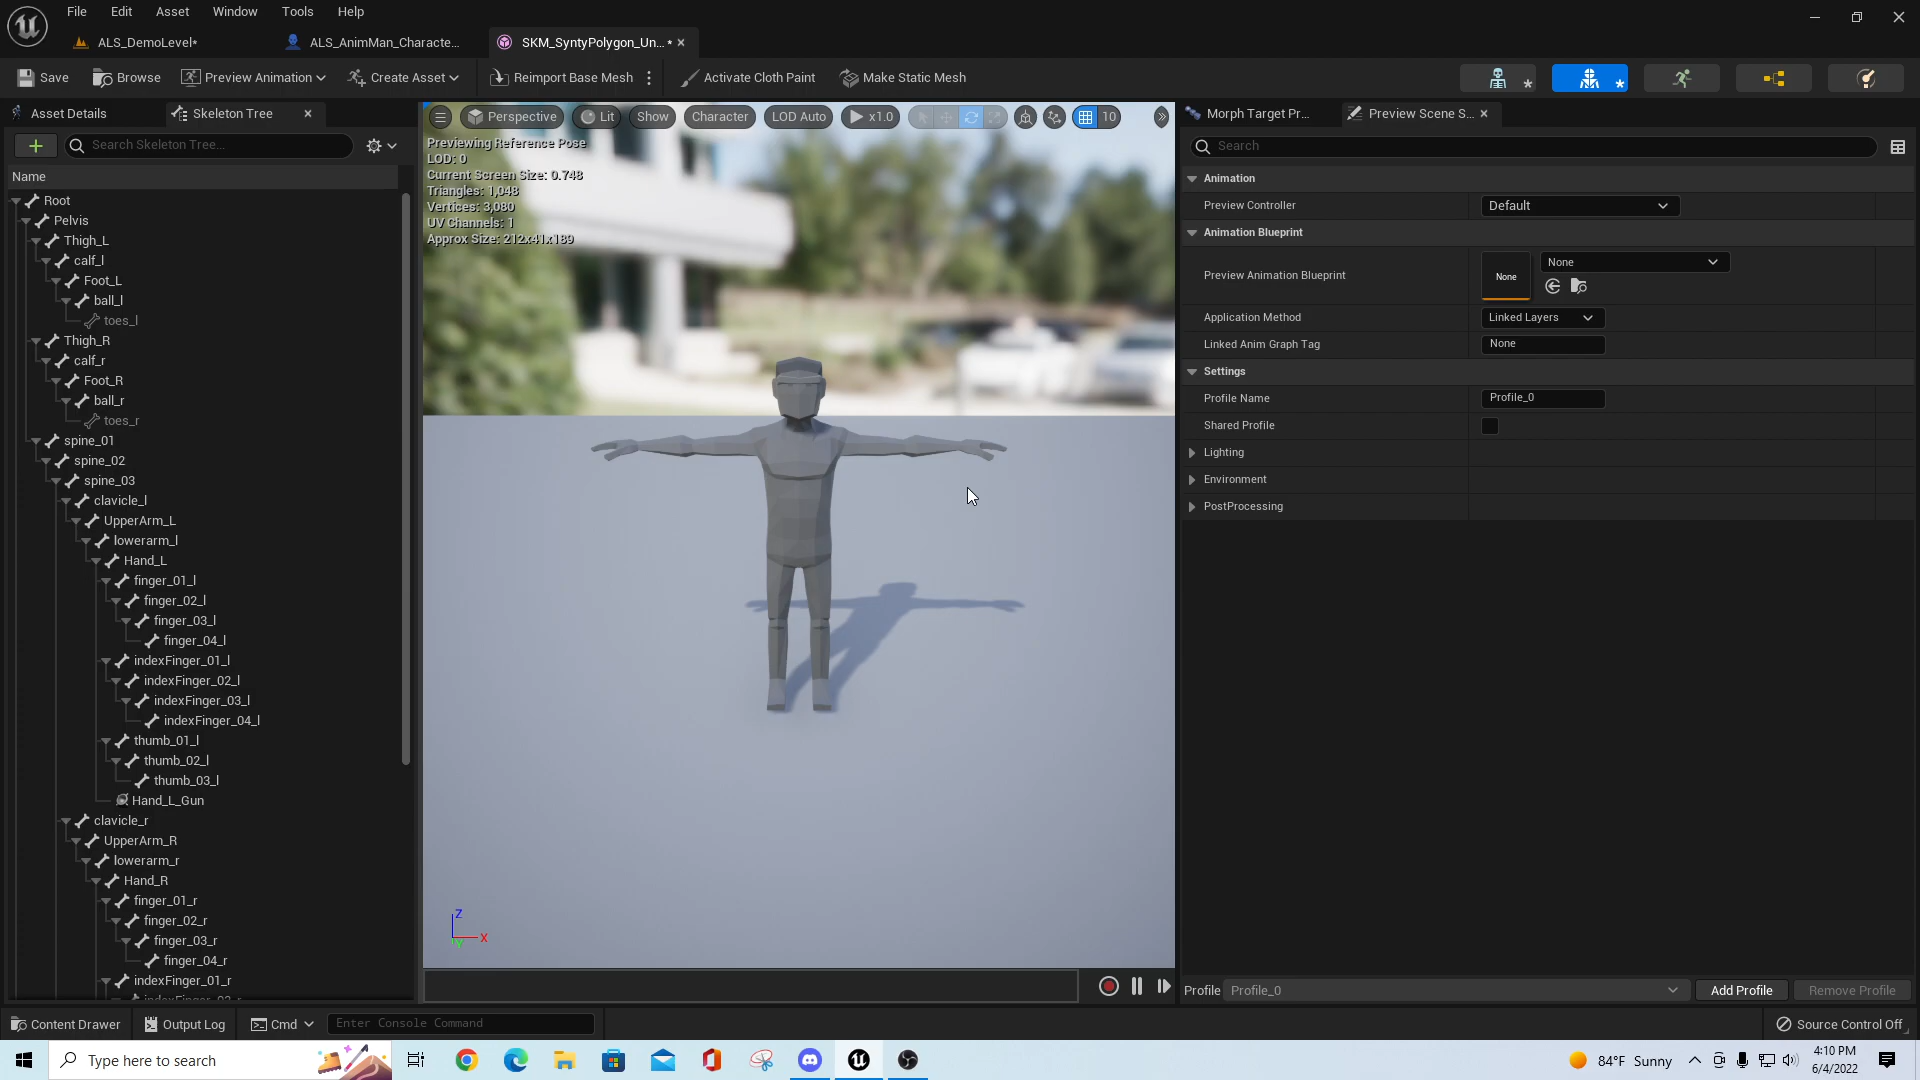 File Edit Asset Window Tools Help
ALS_DemoLevel* ALS_AnimMan_Characte... SKM_SyntyPolygon_Un... *
Save Browse Preview Animation Create Asset Reimport Base Mesh Activate Cloth Paint Make Static Mesh
Asset Details Skeleton Tree
Search Skeleton Tree...
Name
Root
Pelvis
Thigh_L
calf_l
Foot_L
ball_l
toes_l
Thigh_R
calf_r
Foot_R
ball_r
toes_r
spine_01
spine_02
spine_03
clavicle_l
UpperArm_L
lowerarm_l
Hand_L
finger_01_l
finger_02_l
finger_03_l
finger_04_l
indexFinger_01_l
indexFinger_02_l
indexFinger_03_l
indexFinger_04_l
thumb_01_l
thumb_02_l
thumb_03_l
Hand_L_Gun
clavicle_r
UpperArm_R
lowerarm_r
Hand_R
finger_01_r
finger_02_r
finger_03_r
finger_04_r
indexFinger_01_r
Perspective Lit Show Character LOD Auto x1.0 10
Previewing Reference Pose
LOD: 0
Current Screen Size: 0.748
Triangles: 1,048
Vertices: 3,080
UV Channels: 1
Approx Size: 212x41x189
Z
X
Y
Morph Target Pr... Preview Scene S...
Search
Animation
Preview Controller Default
Animation Blueprint
Preview Animation Blueprint None None
Application Method Linked Layers
Linked Anim Graph Tag None
Settings
Profile Name Profile_0
Shared Profile
Lighting
Environment
PostProcessing
Profile Profile_0 Add Profile Remove Profile
Content Drawer Output Log Cmd Enter Console Command Source Control Off
Type here to search 84°F Sunny 4:10 PM
6/4/2022